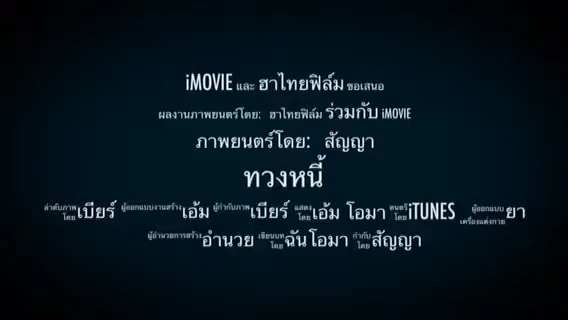 iMOVIE และ ฮาไทยฟิล์ม ขอเสนอ
ผลงานภาพยนตร์โดย: ฮาไทยฟิล์ม ร่วมกับ iMOVIE
ภาพยนตร์โดย: สัญญา
ทวงหนี้
ลำดับภาพโดย เบียร์ ผู้ออกแบบงานสร้าง เอ้ม ผู้กำกับภาพ เบียร์ แสดงโดย เอ้ม โอมา ดนตรีโดย iTUNES ผู้ออกแบบเครื่องแต่งกาย ยา
ผู้อำนวยการสร้าง อำนวย เขียนบทโดย ฉันโอมา กำกับโดย สัญญา